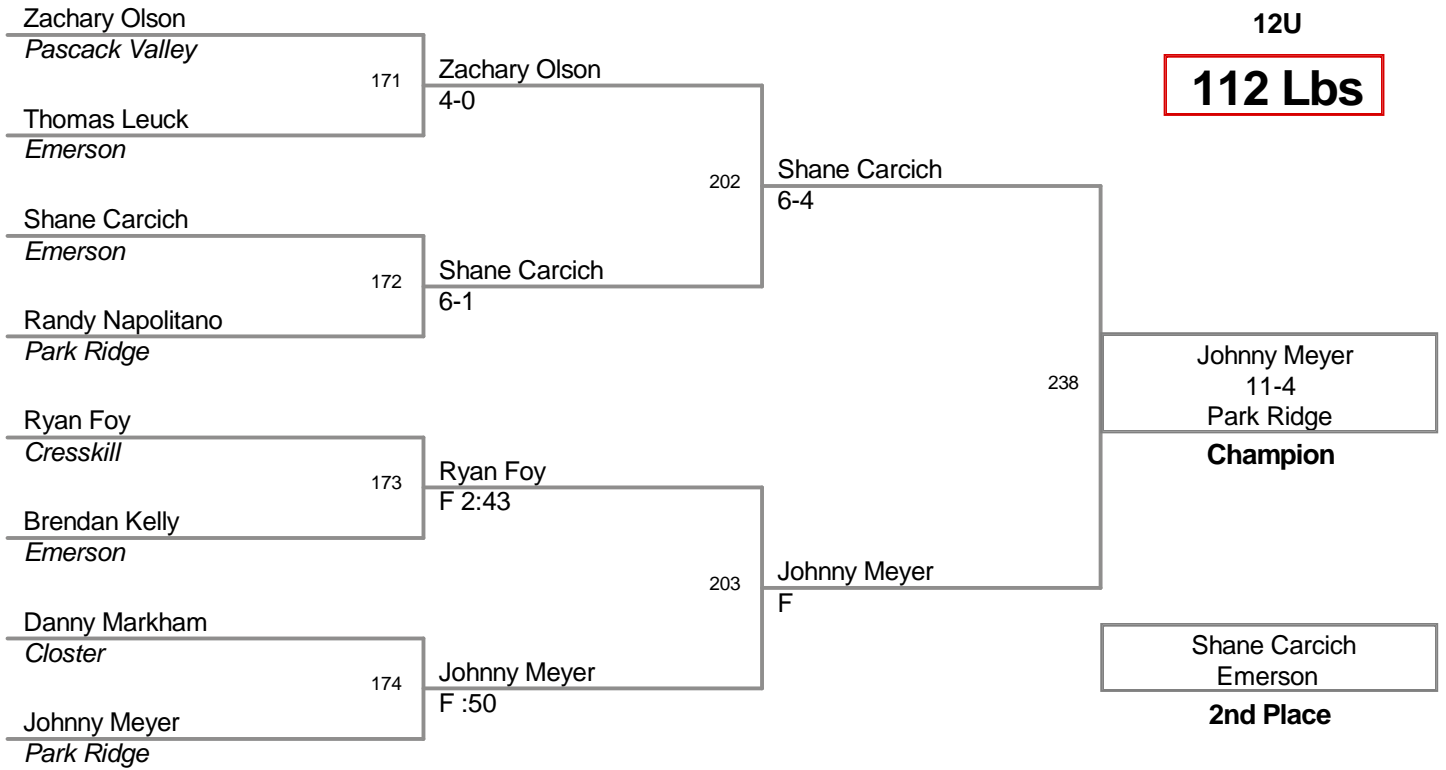 Zachary Olson
Pascack Valley
171
Thomas Leuck
Emerson
Zachary Olson
4-0
Shane Carcich
Emerson
172
Randy Napolitano
Park Ridge
Shane Carcich
6-1
202
Shane Carcich
6-4
Ryan Foy
Cresskill
173
Brendan Kelly
Emerson
Ryan Foy
F 2:43
Danny Markham
Closter
174
Johnny Meyer
Park Ridge
Johnny Meyer
F :50
203
Johnny Meyer
F
238
12U
112 Lbs
Johnny Meyer
11-4
Park Ridge
Champion
Shane Carcich
Emerson
2nd Place